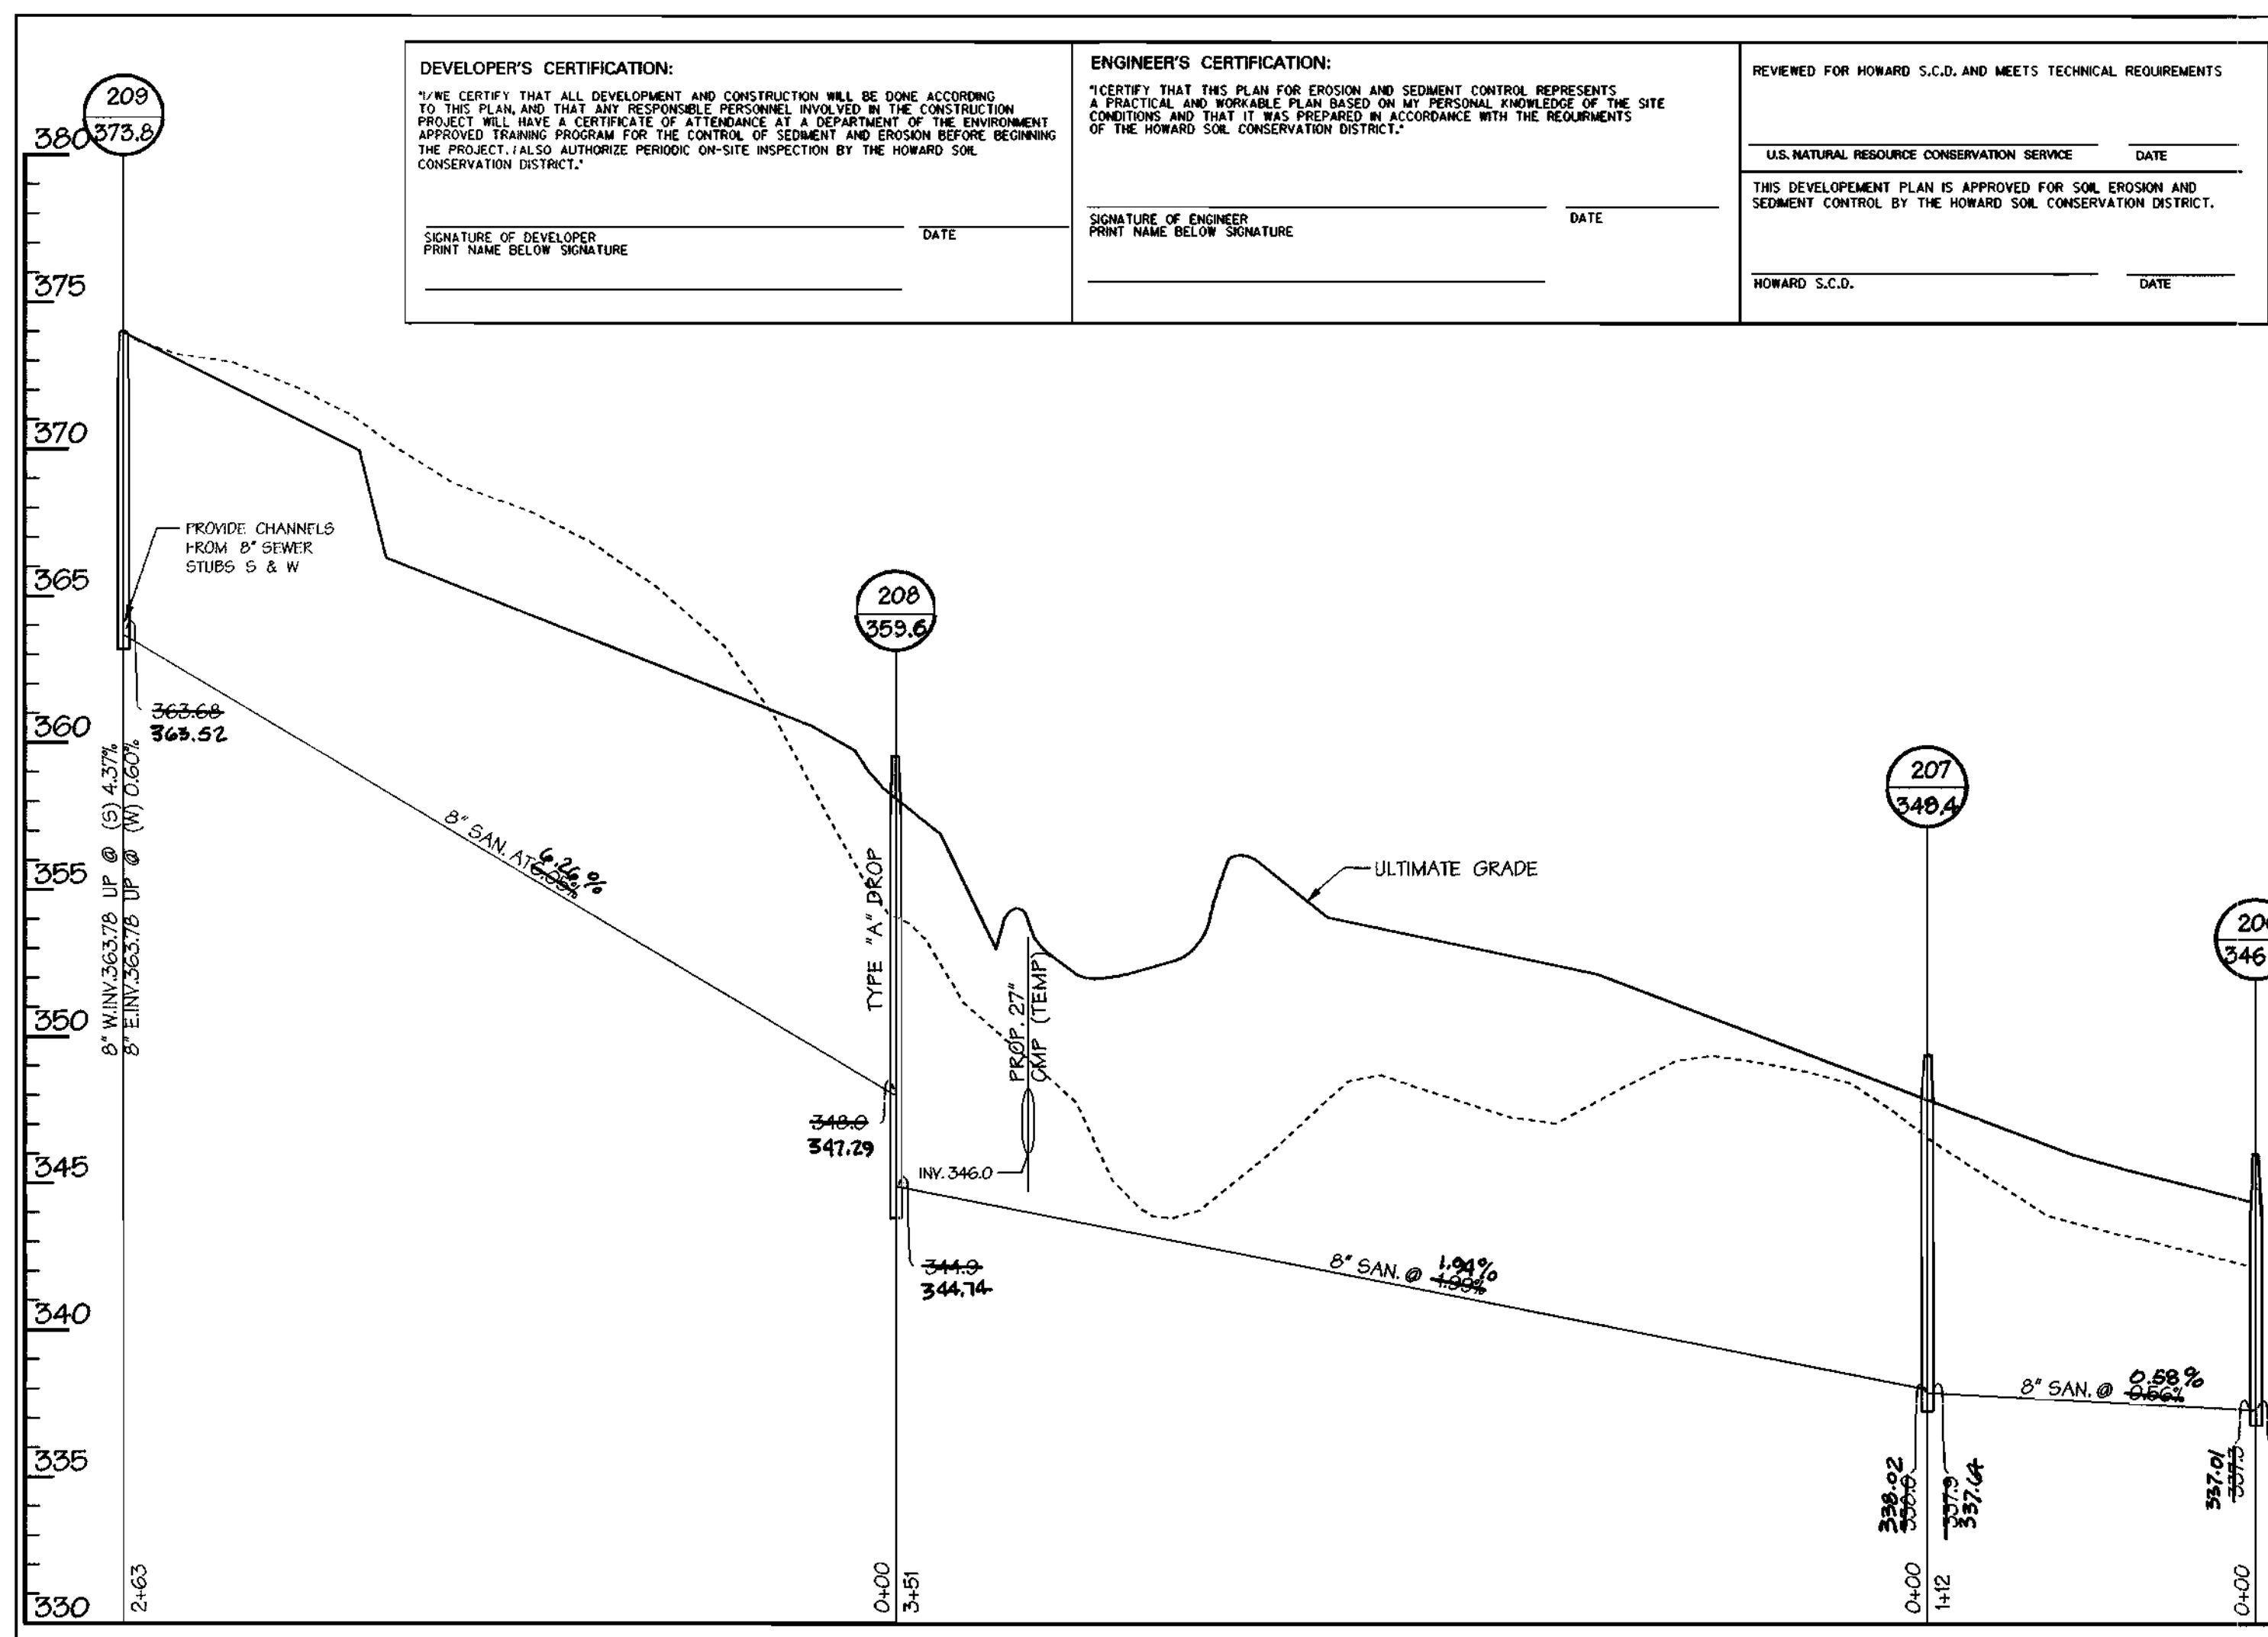 DEVELOPER'S CERTIFICATION:
"I/WE CERTIFY THAT ALL DEVELOPMENT AND CONSTRUCTION WILL BE DONE ACCORDING
TO THIS PLAN, AND THAT ANY RESPONSIBLE PERSONNEL INVOLVED IN THE CONSTRUCTION
PROJECT WILL HAVE A CERTIFICATE OF ATTENDANCE AT A DEPARTMENT OF THE ENVIRONMENT
APPROVED TRAINING PROGRAM FOR THE CONTROL OF SEDIMENT AND EROSION BEFORE BEGINNING
THE PROJECT. I ALSO AUTHORIZE PERIODIC ON-SITE INSPECTION BY THE HOWARD SOIL
CONSERVATION DISTRICT."
SIGNATURE OF DEVELOPER
PRINT NAME BELOW SIGNATURE
DATE
ENGINEER'S CERTIFICATION:
"I CERTIFY THAT THIS PLAN FOR EROSION AND SEDIMENT CONTROL REPRESENTS
A PRACTICAL AND WORKABLE PLAN BASED ON MY PERSONAL KNOWLEDGE OF THE SITE
CONDITIONS AND THAT IT WAS PREPARED IN ACCORDANCE WITH THE REQUIRMENTS
OF THE HOWARD SOIL CONSERVATION DISTRICT."
SIGNATURE OF ENGINEER
PRINT NAME BELOW SIGNATURE
DATE
REVIEWED FOR HOWARD S.C.D. AND MEETS TECHNICAL REQUIREMENTS
U.S. NATURAL RESOURCE CONSERVATION SERVICE
DATE
THIS DEVELOPEMENT PLAN IS APPROVED FOR SOIL EROSION AND
SEDIMENT CONTROL BY THE HOWARD SOIL CONSERVATION DISTRICT.
HOWARD S.C.D.
DATE
380
375
370
365
360
355
350
345
340
335
330
209
373.8
PROVIDE CHANNELS
FROM 8" SEWER
STUBS S & W
363.68
363.52
8" W.INV.363.78 UP @ (S) 4.37%
8" E.INV.363.78 UP @ (W) 0.60%
2+63
8" SAN. AT 6.05%
6.26%
208
359.6
TYPE "A" DROP
348.0
347.29
INV. 346.0
PROP. 27"
CMP (TEMP)
344.9
344.74
0+00
3+51
ULTIMATE GRADE
8" SAN. @ 1.99%
1.94%
207
348.4
338.02
338.0
337.9
337.64
0+00
1+12
8" SAN. @ 0.56%
0.58%
20
346
337.01
337.3
0+00